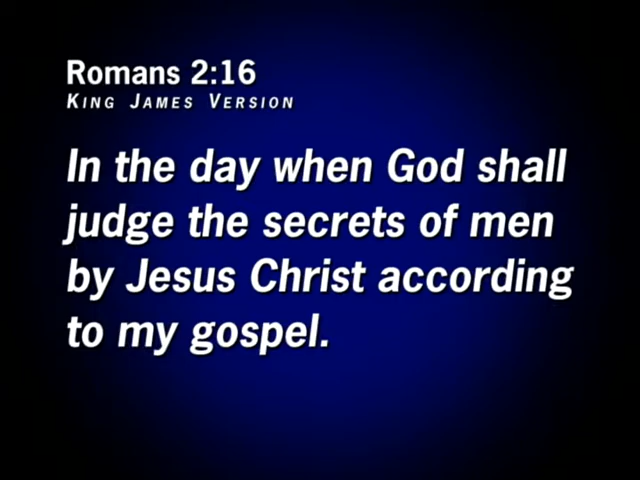 Romans 2:16
KING JAMES VERSION
In the day when God shall
judge the secrets of men
by Jesus Christ according
to my gospel.